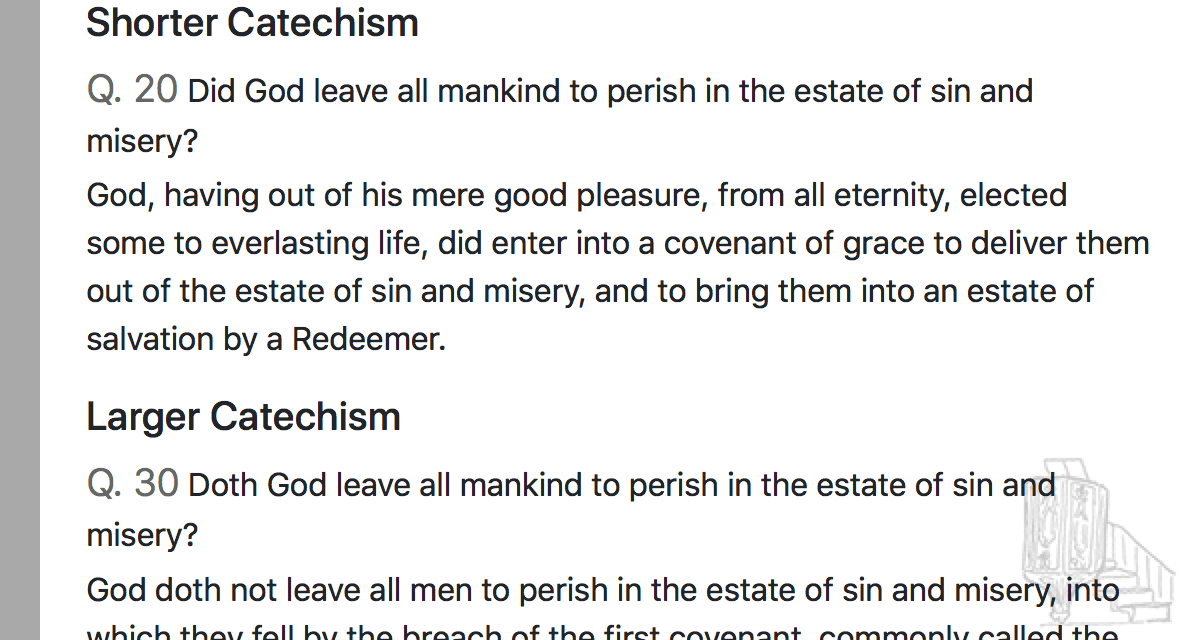 Shorter Catechism
Q. 20 Did God leave all mankind to perish in the estate of sin and
misery?
God, having out of his mere good pleasure, from all eternity, elected
some to everlasting life, did enter into a covenant of grace to deliver them
out of the estate of sin and misery, and to bring them into an estate of
salvation by a Redeemer.
Larger Catechism
Q. 30 Doth God leave all mankind to perish in the estate of sin and
misery?
God doth not leave all men to perish in the estate of sin and misery, into
which they fell by the breach of the first covenant, commonly called the